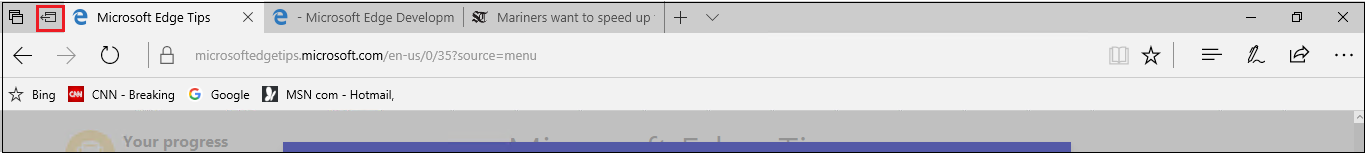 Microsoft Edge Tips - Microsoft Edge Developm Mariners want to speed up
microsoftedgetips.microsoft.com/en-us/0/35?source=menu
Bing CNN CNN - Breaking Google MSN com - Hotmail,
Your progress